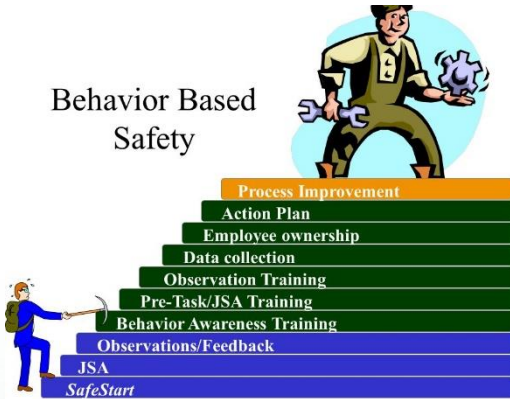 Behavior Based
Safety
Process Improvement
Action Plan
Employee ownership
Data collection
Observation Training
Pre-Task/JSA Training
Behavior Awareness Training
Observations/Feedback
JSA
SafeStart